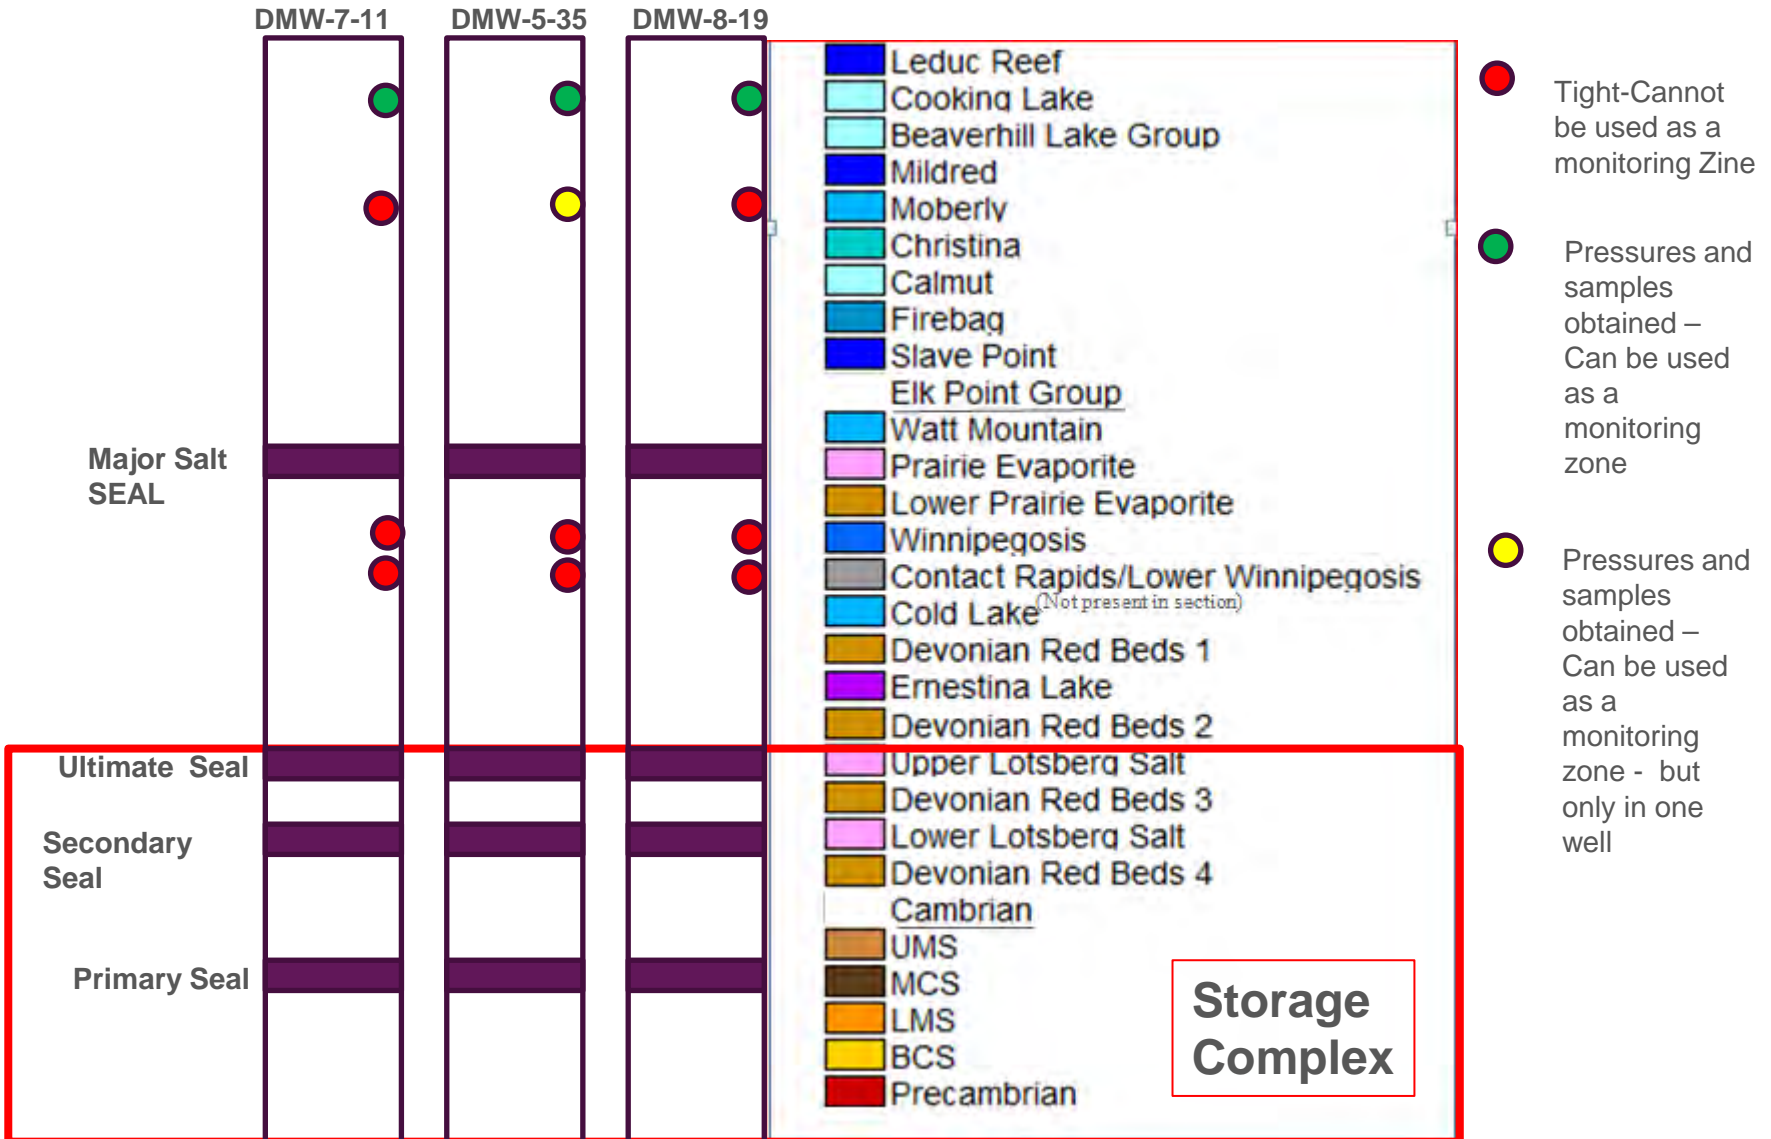 DMW-7-11
DMW-5-35
DMW-8-19
Major Salt
SEAL
Ultimate Seal
Secondary
Seal
Primary Seal
Leduc Reef
Cooking Lake
Beaverhill Lake Group
Mildred
Moberly
Christina
Calmut
Firebag
Slave Point
Elk Point Group
Watt Mountain
Prairie Evaporite
Lower Prairie Evaporite
Winnipegosis
Contact Rapids/Lower Winnipegosis
(Not present in section)
Cold Lake
Devonian Red Beds 1
Ernestina Lake
Devonian Red Beds 2
Upper Lotsberg Salt
Devonian Red Beds 3
Lower Lotsberg Salt
Devonian Red Beds 4
Cambrian
UMS
MCS
LMS
BCS
Precambrian
Storage
Complex
Tight-Cannot
be used as a
monitoring Zine
Pressures and
samples
obtained –
Can be used
as a
monitoring
zone
Pressures and
samples
obtained –
Can be used
as a
monitoring
zone - but
only in one
well